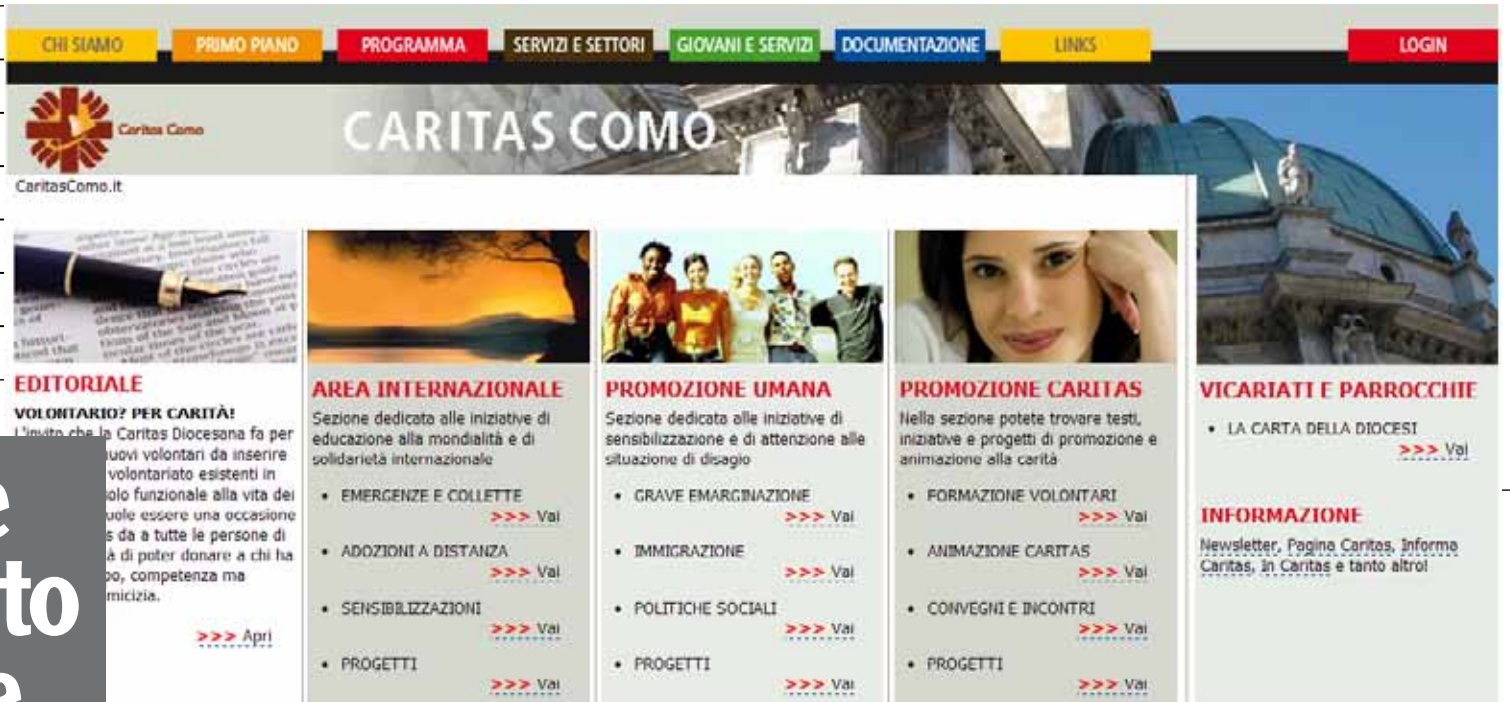 CHI SIAMO
PRIMO PIANO
PROGRAMMA
SERVIZI E SETTORI
GIOVANI E SERVIZI
DOCUMENTAZIONE
LINKS
LOGIN
Caritas Como
CARITAS COMO
CaritasComo.it
EDITORIALE
VOLONTARIO? PER CARITÀ!
L'invito che la Caritas Diocesana fa per
nuovi volontari da inserire
volontariato esistenti in
solo funzionale alla vita dei
vuole essere una occasione
da a tutte le persone di
à di poter donare a chi ha
competenza ma
amicizia.
>>> Apri
AREA INTERNAZIONALE
Sezione dedicata alle iniziative di
educazione alla mondialità e di
solidarietà internazionale
• EMERGENZE E COLLETTE
>>> Vai
• ADOZIONI A DISTANZA
>>> Vai
• SENSIBILIZZAZIONI
>>> Vai
• PROGETTI
>>> Vai
PROMOZIONE UMANA
Sezione dedicata alle iniziative di
sensibilizzazione e di attenzione alle
situazione di disagio
• GRAVE EMARGINAZIONE
>>> Vai
• IMMIGRAZIONE
>>> Vai
• POLITICHE SOCIALI
>>> Vai
• PROGETTI
>>> Vai
PROMOZIONE CARITAS
Nella sezione potete trovare testi,
iniziative e progetti di promozione e
animazione alla carità
• FORMAZIONE VOLONTARI
>>> Vai
• ANIMAZIONE CARITAS
>>> Vai
• CONVEGNI E INCONTRI
>>> Vai
• PROGETTI
>>> Vai
VICARIATI E PARROCCHIE
• LA CARTA DELLA DIOCESI
>>> Vai
INFORMAZIONE
Newsletter, Pagina Caritas, Informa
Caritas, In Caritas e tanto altro!
e
to